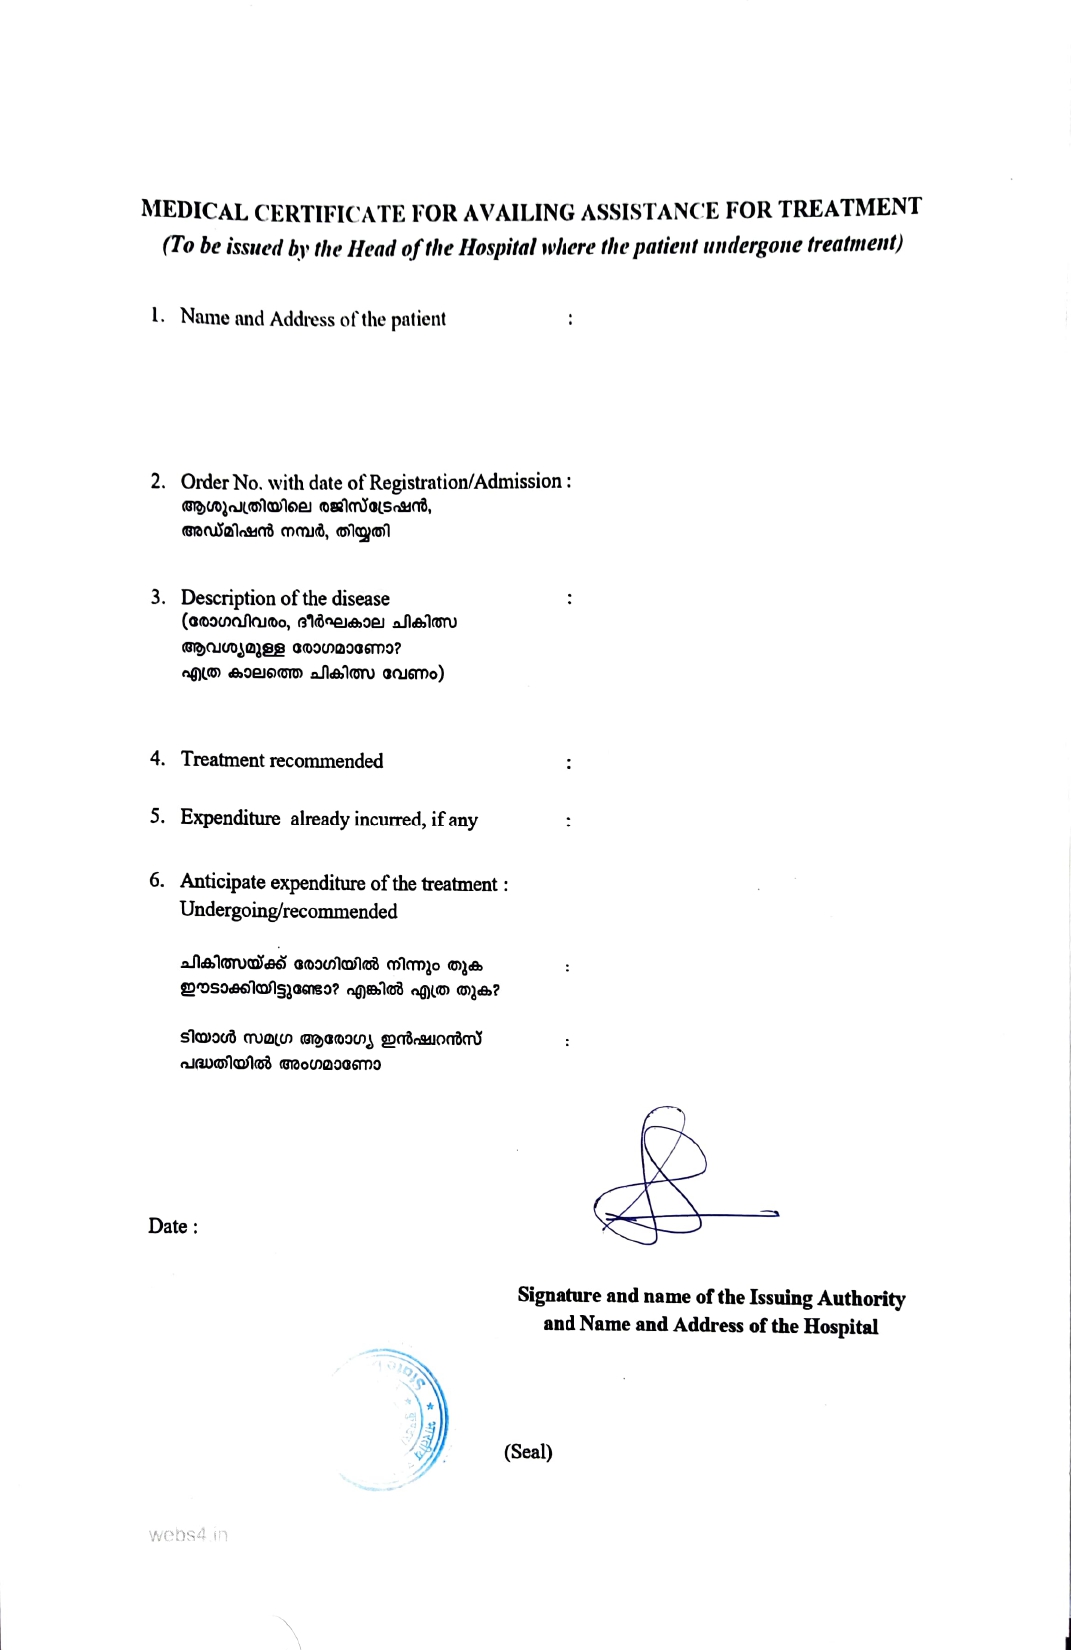 MEDICAL CERTIFICATE FOR AVAILING ASSISTANCE FOR TREATMENT
(To be issued by the Head of the Hospital where the patient undergone treatment)
1. Name and Address of the patient :
2. Order No. with date of Registration/Admission :
ആശുപത്രിയിലെ രജിസ്ട്രേഷൻ,
അഡ്മിഷൻ നമ്പർ, തിയ്യതി
3. Description of the disease :
(രോഗവിവരം, ദീർഘകാല ചികിത്സ
ആവശ്യമുള്ള രോഗമാണോ?
എത്ര കാലത്തെ ചികിത്സ വേണം)
4. Treatment recommended :
5. Expenditure already incurred, if any :
6. Anticipate expenditure of the treatment :
Undergoing/recommended
ചികിത്സയ്ക്ക് രോഗിയിൽ നിന്നും തുക :
ഈടാക്കിയിട്ടുണ്ടോ? എങ്കിൽ എത്ര തുക?
ടിയാൾ സമഗ്ര ആരോഗ്യ ഇൻഷുറൻസ് :
പദ്ധതിയിൽ അംഗമാണോ
Date :
Signature and name of the Issuing Authority
and Name and Address of the Hospital
State
भारतीय
(Seal)
webs4.in